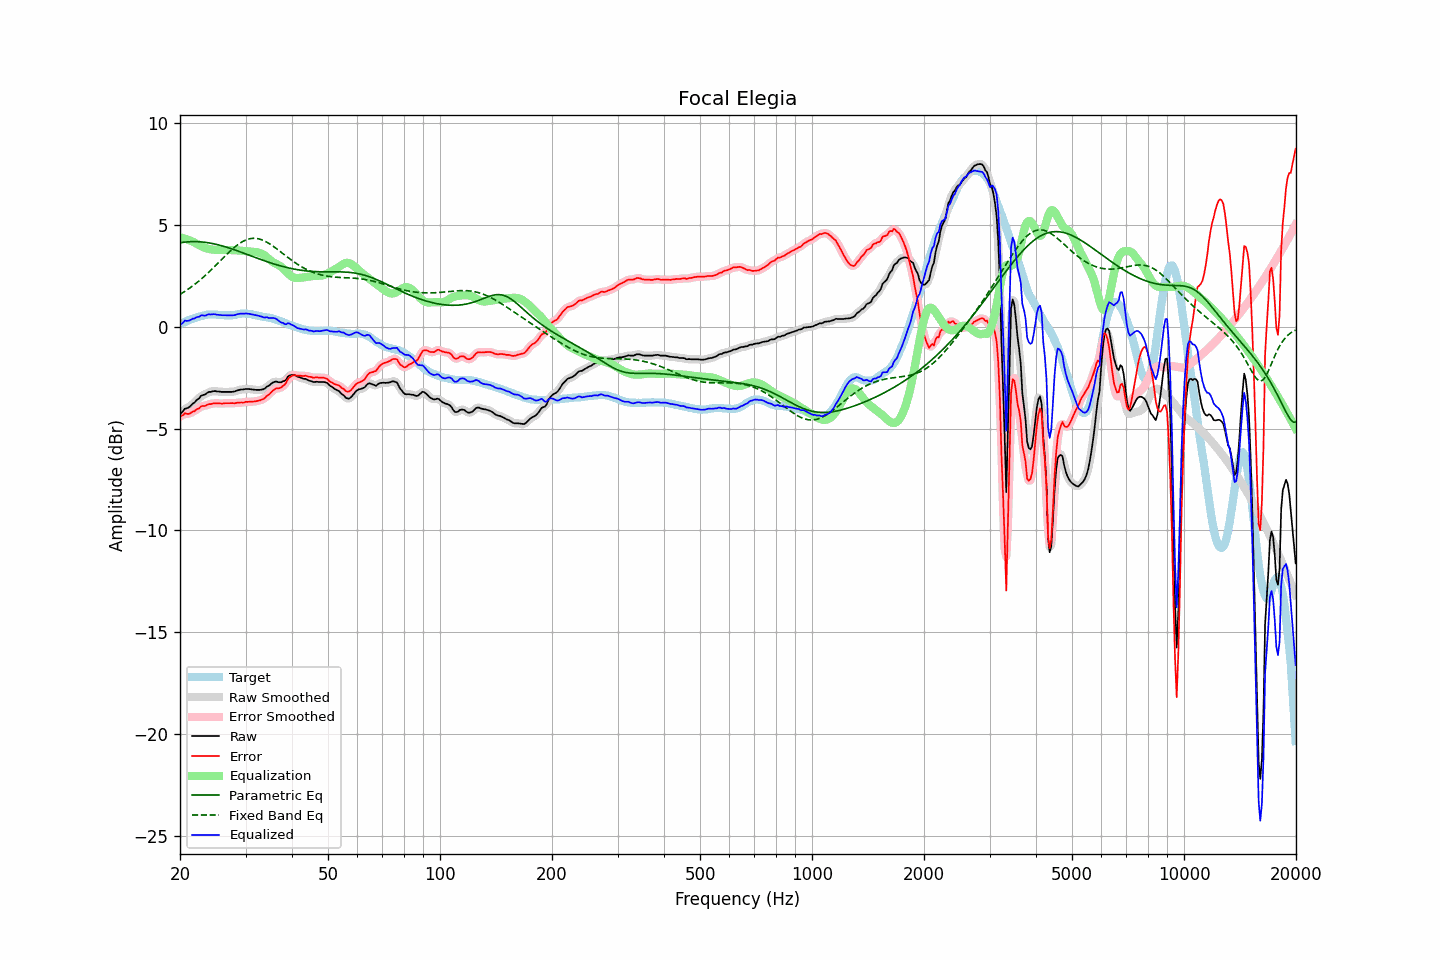 Focal Elegia
Amplitude (dBr)
10
5
0
−5
−10
−15
−20
−25
Target
Raw Smoothed
Error Smoothed
Raw
Error
Equalization
Parametric Eq
Fixed Band Eq
Equalized
20 50 100 200 500 1000 2000 5000 10000 20000
Frequency (Hz)